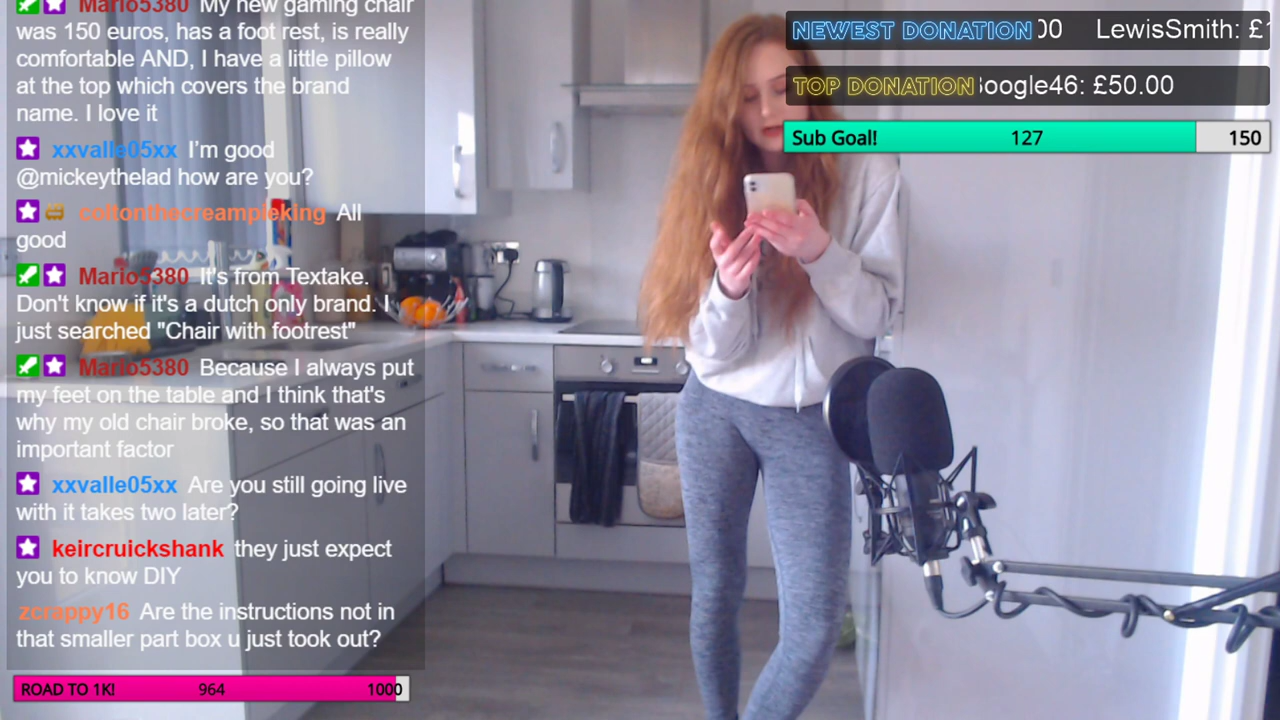 Mario5380 My new gaming chair
was 150 euros, has a foot rest, is really
comfortable AND, I have a little pillow
at the top which covers the brand
name. I love it
xxvalle05xx I'm good
@mickeythelad how are you?
coltonthecreampieking All
good
Mario5380 It's from Textake.
Don't know if it's a dutch only brand. I
just searched "Chair with footrest"
Mario5380 Because I always put
my feet on the table and I think that's
why my old chair broke, so that was an
important factor
xxvalle05xx Are you still going live
with it takes two later?
keircruickshank they just expect
you to know DIY
zcrappy16 Are the instructions not in
that smaller part box u just took out?
ROAD TO 1K! 964 1000
NEWEST DONATION 00 LewisSmith: £
TOP DONATION oogle46: £50.00
Sub Goal! 127 150